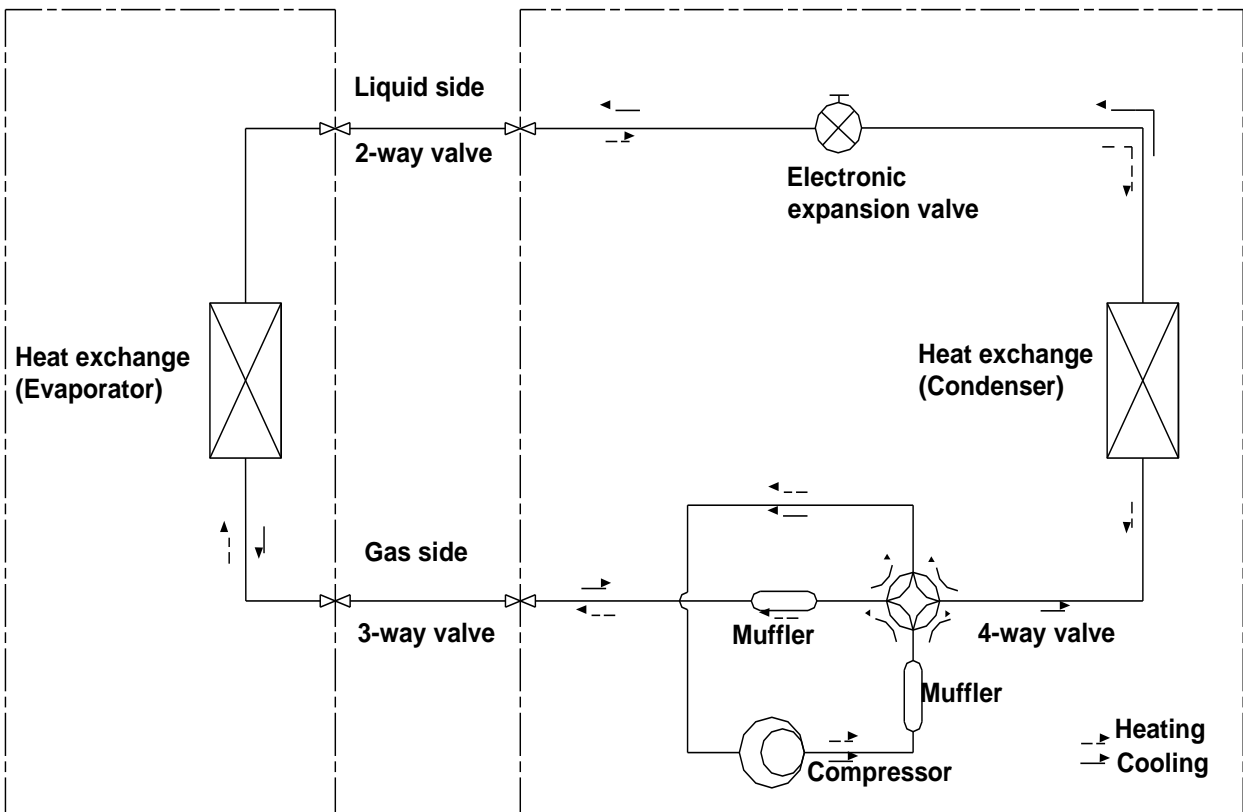 Liquid side
2-way valve
Electronic
expansion valve
Heat exchange
(Evaporator)
Heat exchange
(Condenser)
Gas side
3-way valve
Muffler
4-way valve
Muffler
Compressor
Heating
Cooling